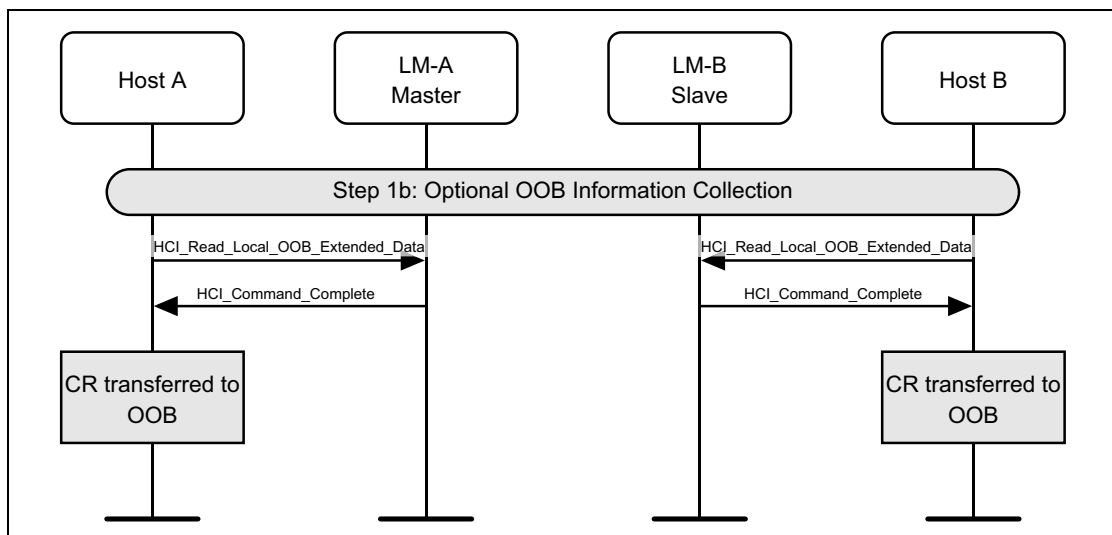 Host A
LM-A
Master
LM-B
Slave
Host B
Step 1b: Optional OOB Information Collection
HCI_Read_Local_OOB_Extended_Data
HCI_Read_Local_OOB_Extended_Data
HCI_Command_Complete
HCI_Command_Complete
CR transferred to
OOB
CR transferred to
OOB